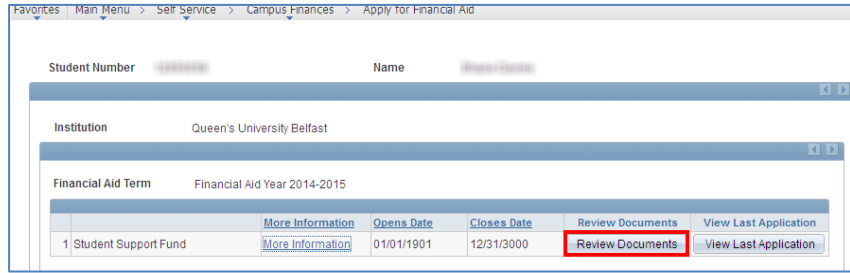 Favorites Main Menu > Self Service > Campus Finances > Apply for Financial Aid
Student Number Name
Institution Queen's University Belfast
Financial Aid Term Financial Aid Year 2014-2015
More Information Opens Date Closes Date Review Documents View Last Application
1 Student Support Fund More Information 01/01/1901 12/31/3000 Review Documents View Last Application